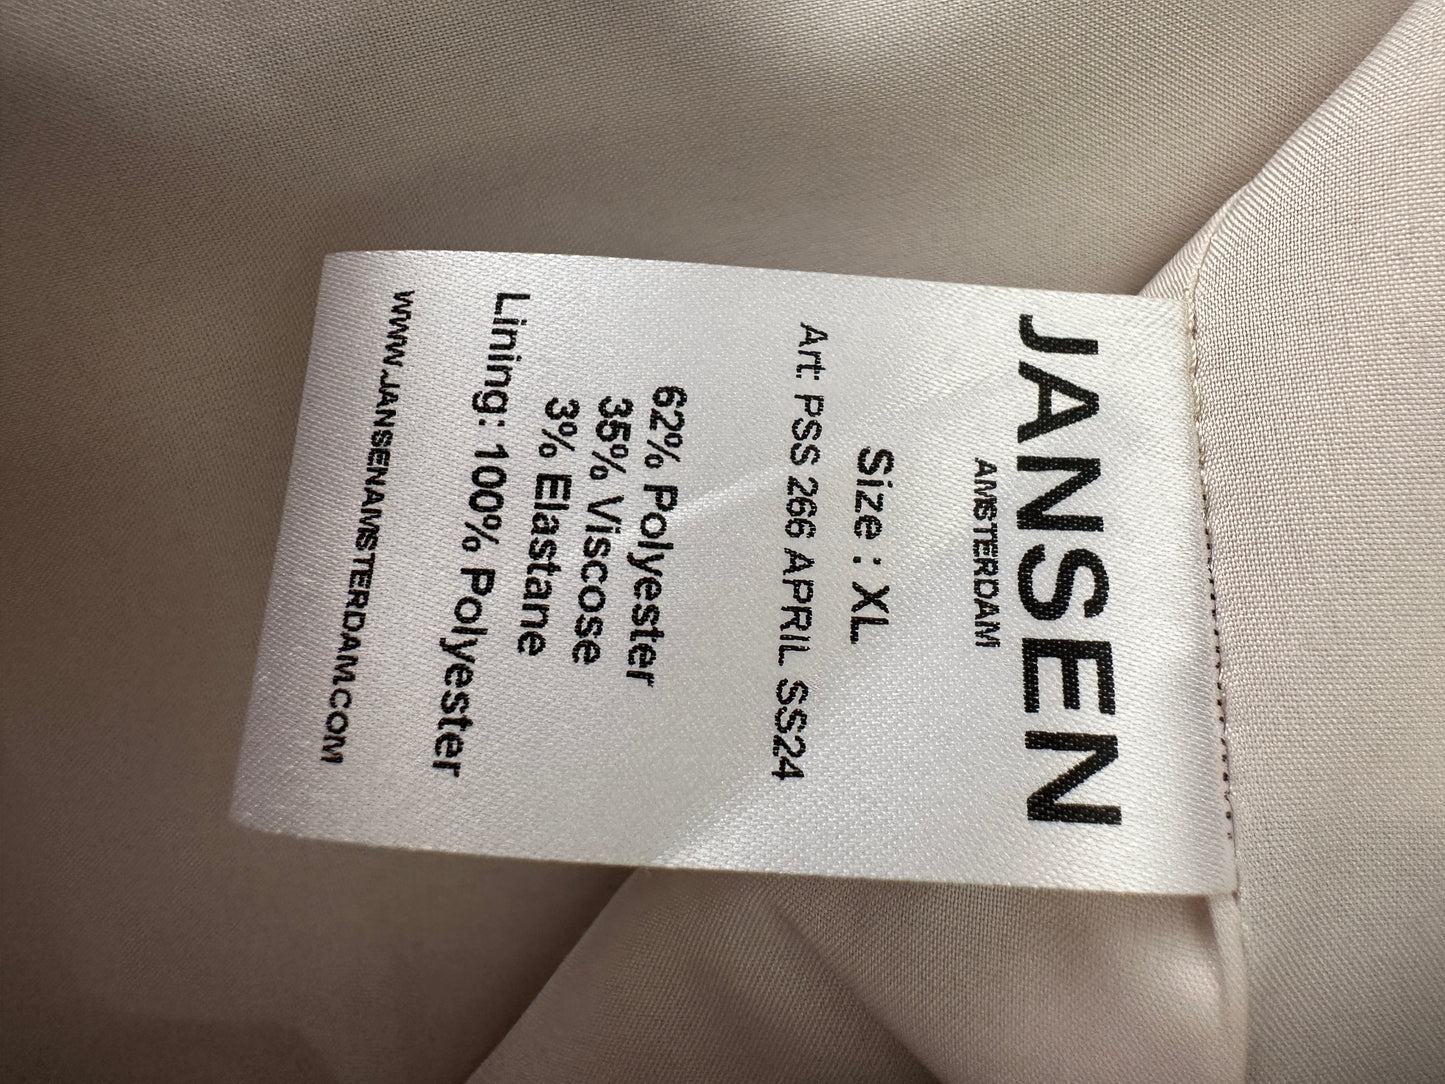 JANSEN
AMSTERDAM
Size : XL
Art: PSS 266 APRIL SS24
62% Polyester
35% Viscose
3% Elastane
Lining: 100% Polyester
WWW.JANSENAMSTERDAM.COM